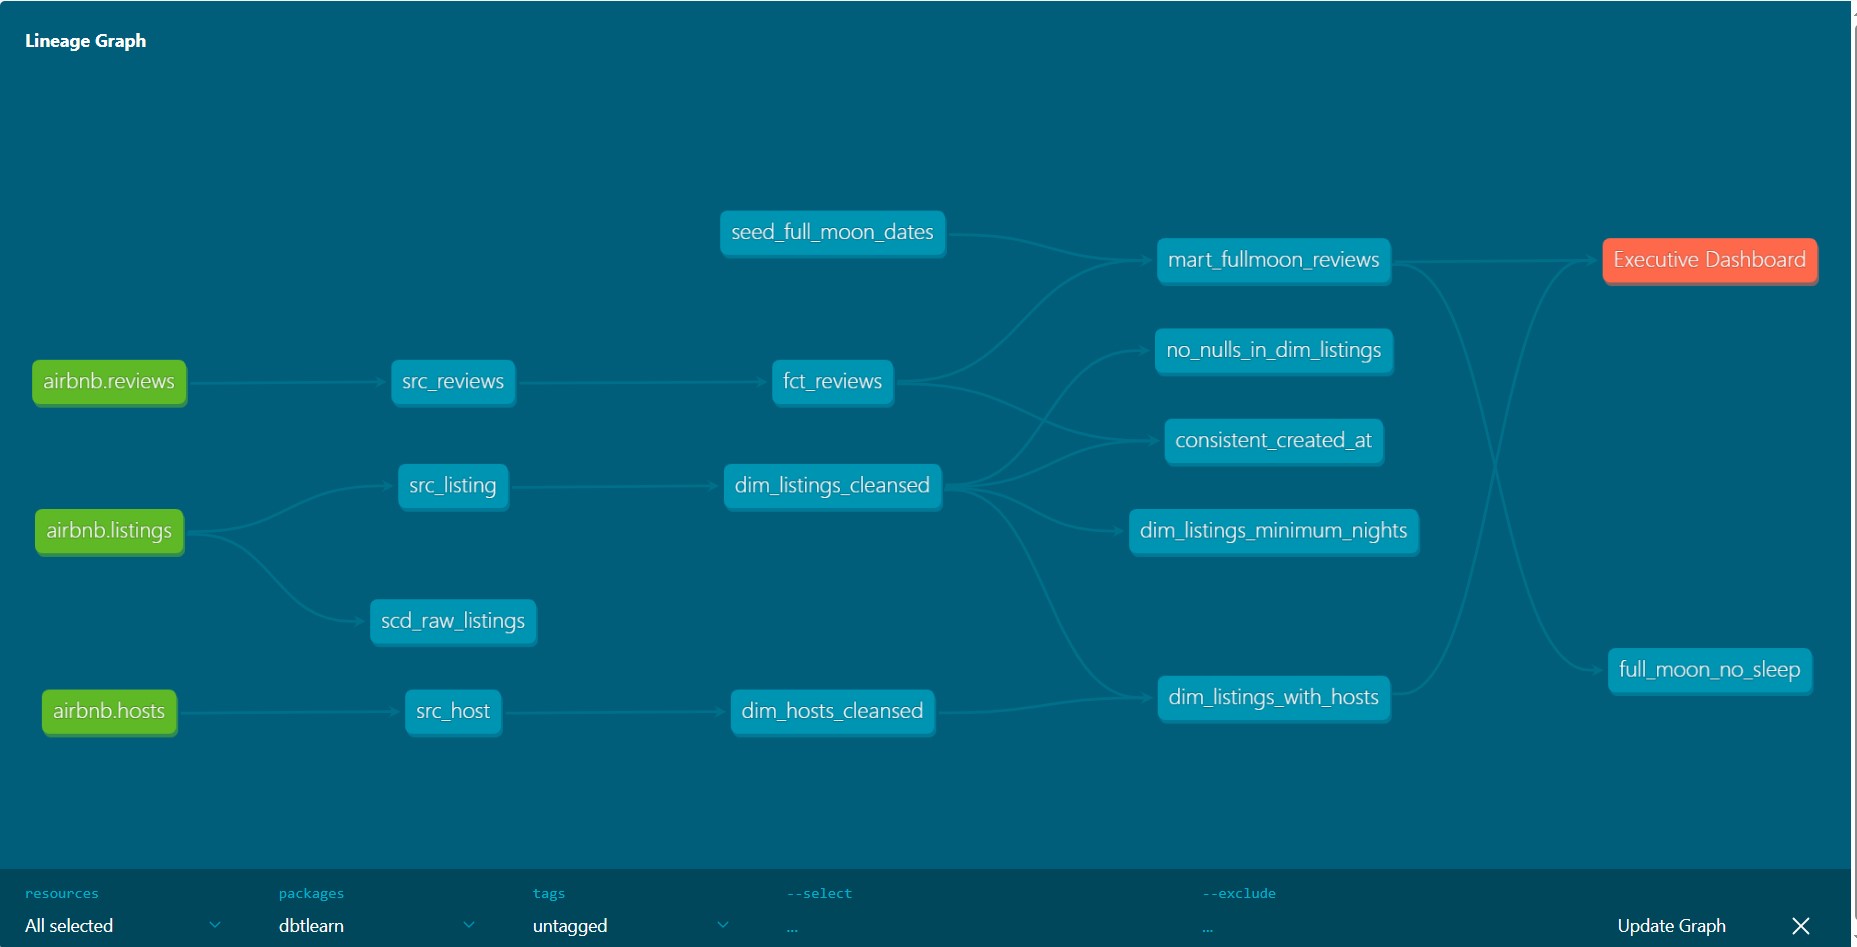 Lineage Graph
seed_full_moon_dates
mart_fullmoon_reviews
Executive Dashboard
no_nulls_in_dim_listings
airbnb.reviews
src_reviews
fct_reviews
consistent_created_at
src_listing
dim_listings_cleansed
airbnb.listings
dim_listings_minimum_nights
scd_raw_listings
full_moon_no_sleep
airbnb.hosts
src_host
dim_hosts_cleansed
dim_listings_with_hosts
resources
packages
tags
--select
--exclude
All selected
dbtlearn
untagged
...
...
Update Graph